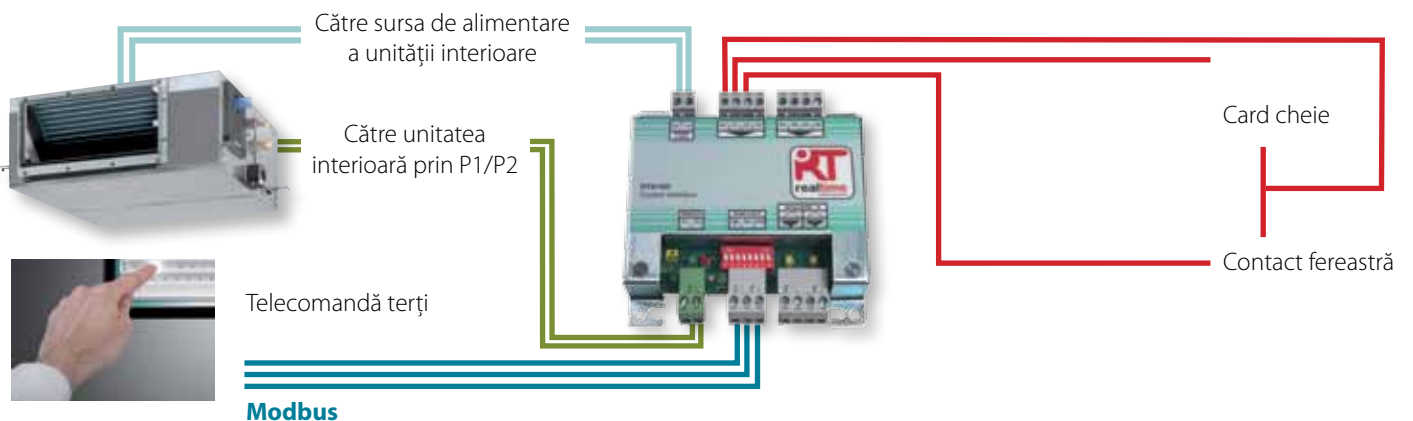 Către sursa de alimentare
a unității interioare
Card cheie
Către unitatea
interioară prin P1/P2
RT
realtime
Contact fereastră
Telecomandă terți
Modbus